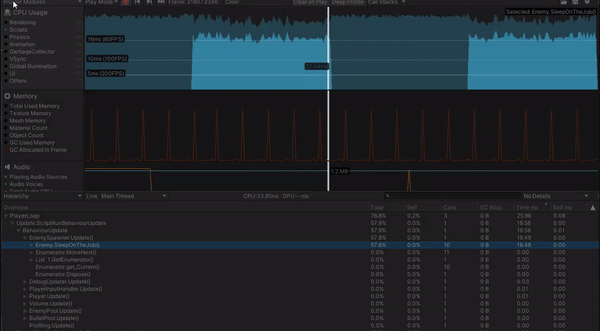 Profiler Modules
Play Mode
Frame: 2189 / 2346
Clear
Clear on Play
Deep Profile
Call Stacks
CPU Usage
Selected: Enemy.SleepOnTheJob()
Rendering
Scripts
Physics
Animation
GarbageCollector
VSync
Global Illumination
UI
Others
16ms (60FPS)
10ms (100FPS)
5ms (200FPS)
Memory
Total Used Memory
Texture Memory
Mesh Memory
Material Count
Object Count
GC Used Memory
GC Allocated in Frame
Audio
Playing Audio Sources
Audio Voices
1.2 MB
Hierarchy Live Main Thread CPU:33.81ms GPU:--ms No Details
Overview Total Self Calls GC Alloc Time ms Self ms
PlayerLoop 76.8% 0.2% 3 0 B 25.96 0.08
Update.ScriptRunBehaviourUpdate 57.9% 0.0% 1 0 B 19.58 0.00
BehaviourUpdate 57.9% 0.0% 1 0 B 19.58 0.01
EnemySpawner.Update() 57.6% 0.0% 1 0 B 19.49 0.00
Enemy.SleepOnTheJob() 57.6% 0.0% 10 0 B 19.48 0.00
Enumerator.MoveNext() 0.0% 0.0% 11 0 B 0.00 0.00
List`1.GetEnumerator() 0.0% 0.0% 1 0 B 0.00 0.00
Enumerator.get_Current() 0.0% 0.0% 10 0 B 0.00 0.00
Enumerator.Dispose() 0.0% 0.0% 1 0 B 0.00 0.00
DebugUpdater.Update() 0.0% 0.0% 1 0 B 0.03 0.00
PlayerInputHandler.Update() 0.0% 0.0% 1 0 B 0.01 0.00
Player.Update() 0.0% 0.0% 1 0 B 0.01 0.00
Volume.Update() 0.0% 0.0% 1 0 B 0.00 0.00
EnemyPool.Update() 0.0% 0.0% 1 0 B 0.00 0.00
BulletPool.Update() 0.0% 0.0% 1 0 B 0.00 0.00
Profiling.Update() 0.0% 0.0% 1 0 B 0.00 0.00